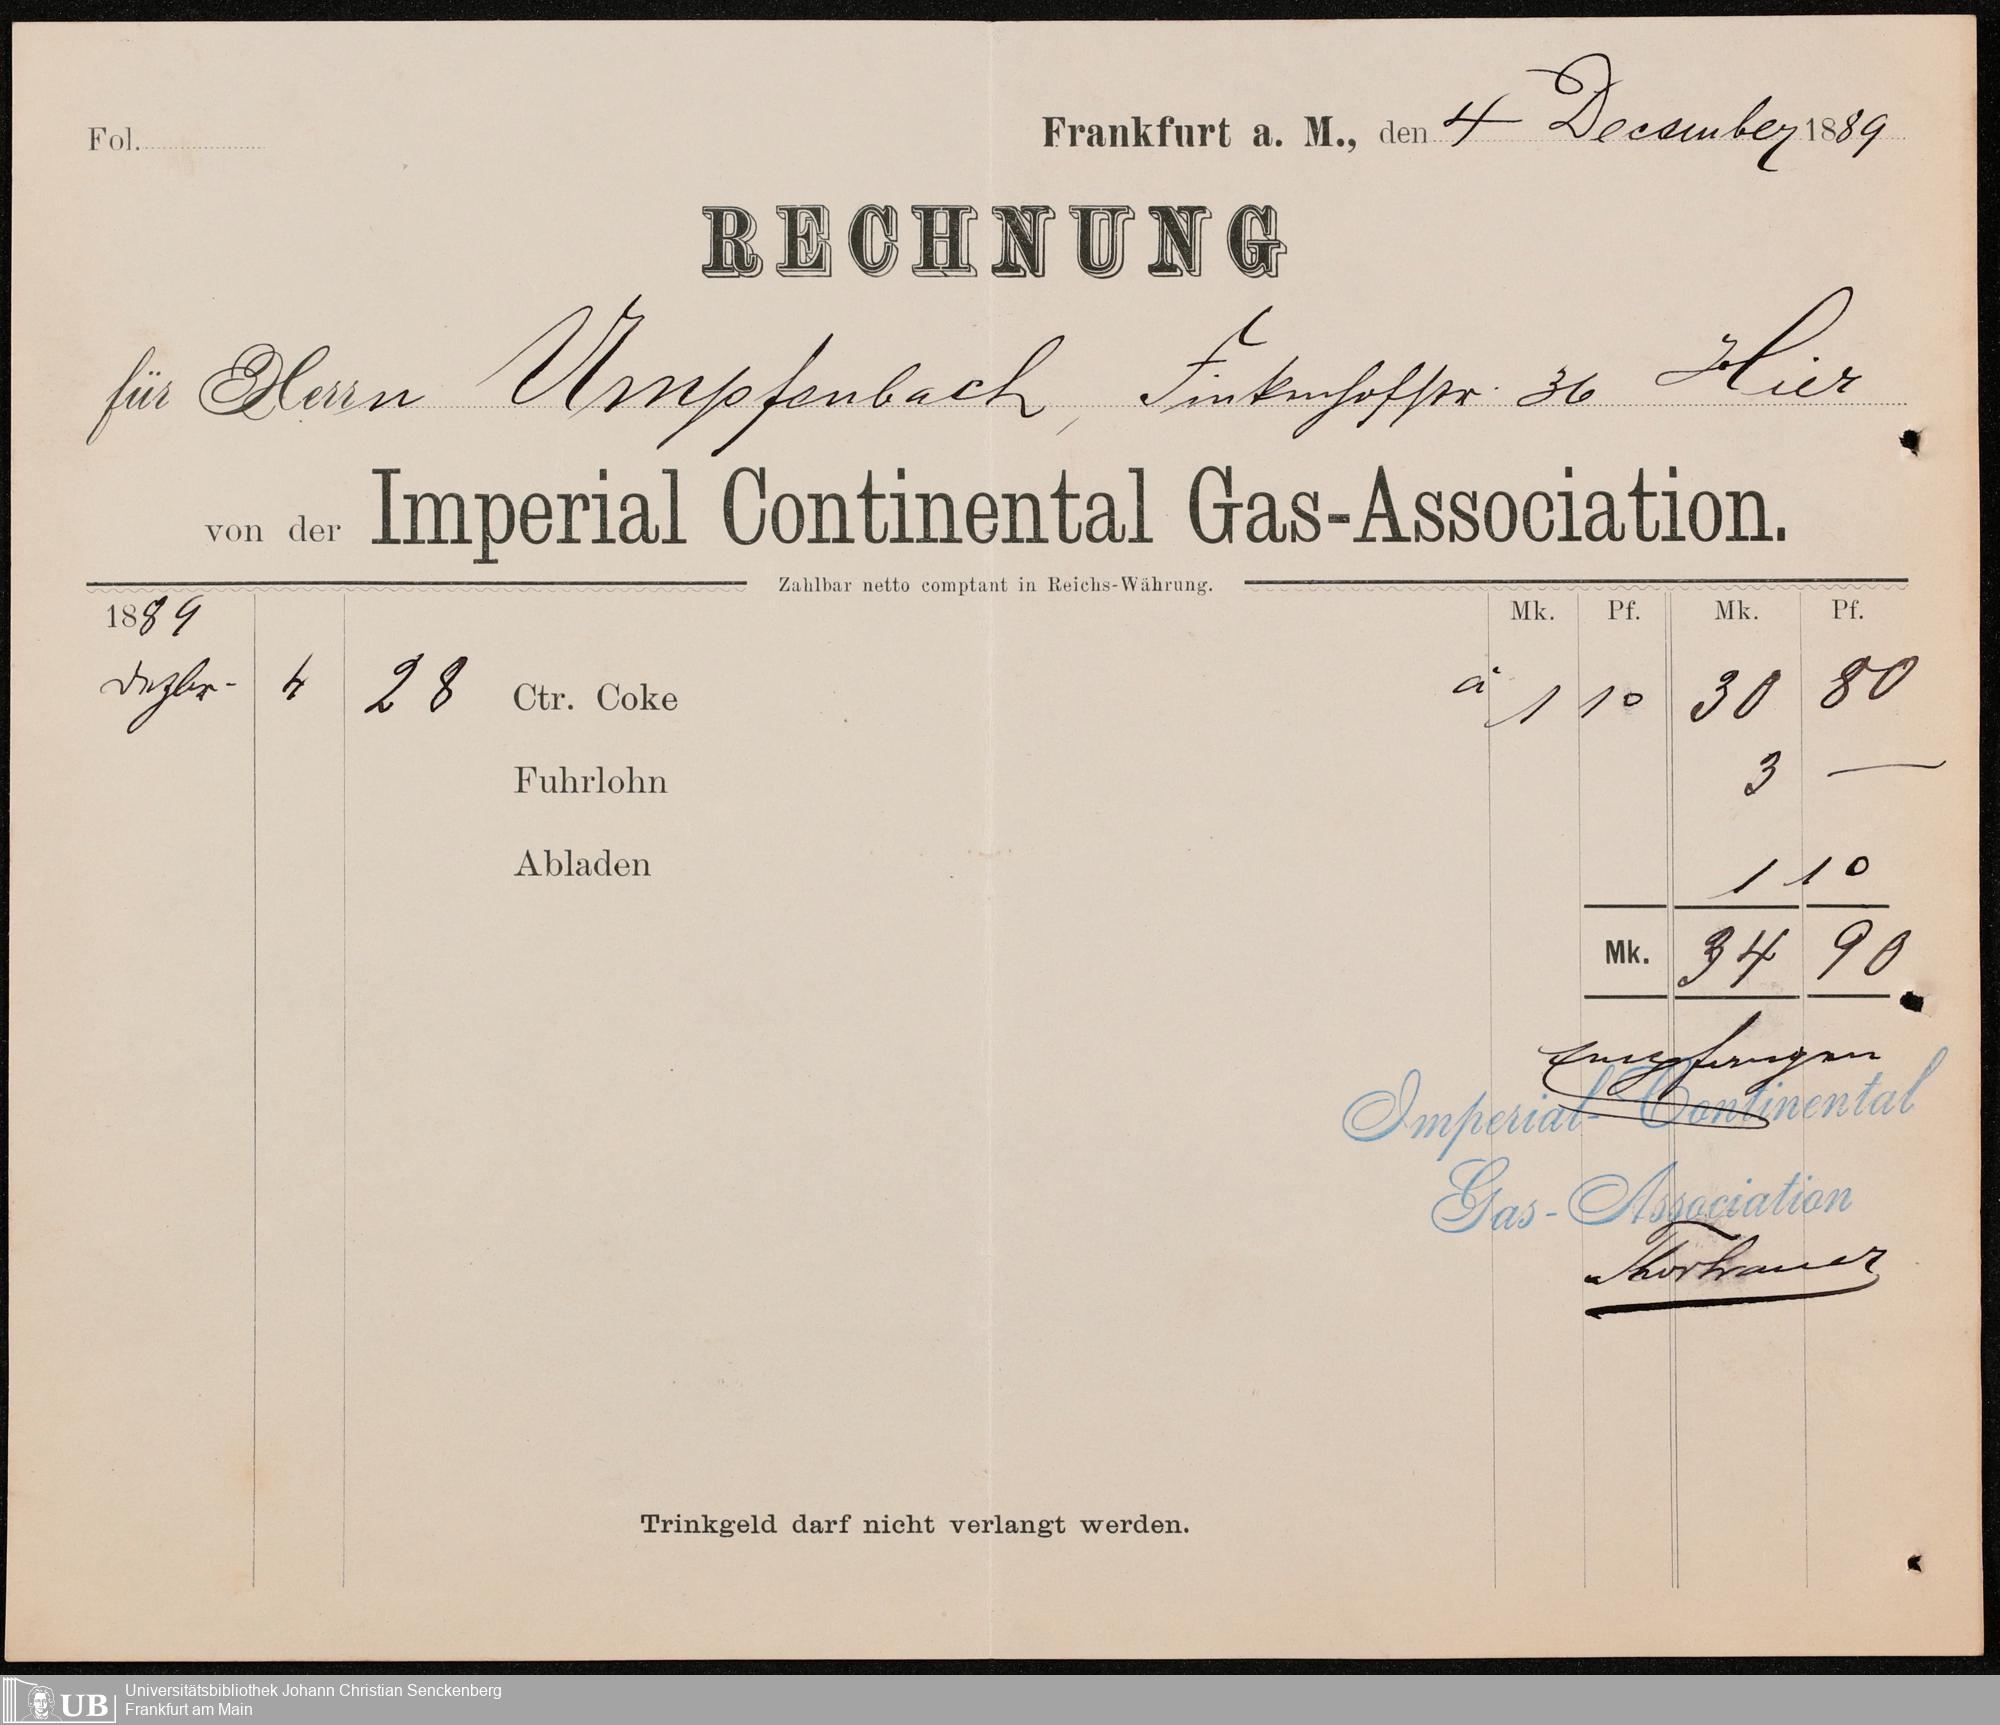 Fol.
Frankfurt a. M., den 4 December 1889
RECHNUNG
für Herrn Umpfenbach, Finkenhofstr. 36 Hier
von der Imperial Continental Gas-Association.
Zahlbar netto comptant in Reichs-Währung.
1889 Mk. Pf. Mk. Pf.
Dezbr. 4 28 Ctr. Coke à 1 10 30 80
Fuhrlohn 3 —
Abladen 1 10
Mk. 34 90
Empfangen
Imperial-Continental
Gas-Association
Trinkgeld darf nicht verlangt werden.
UB
Universitätsbibliothek Johann Christian Senckenberg
Frankfurt am Main